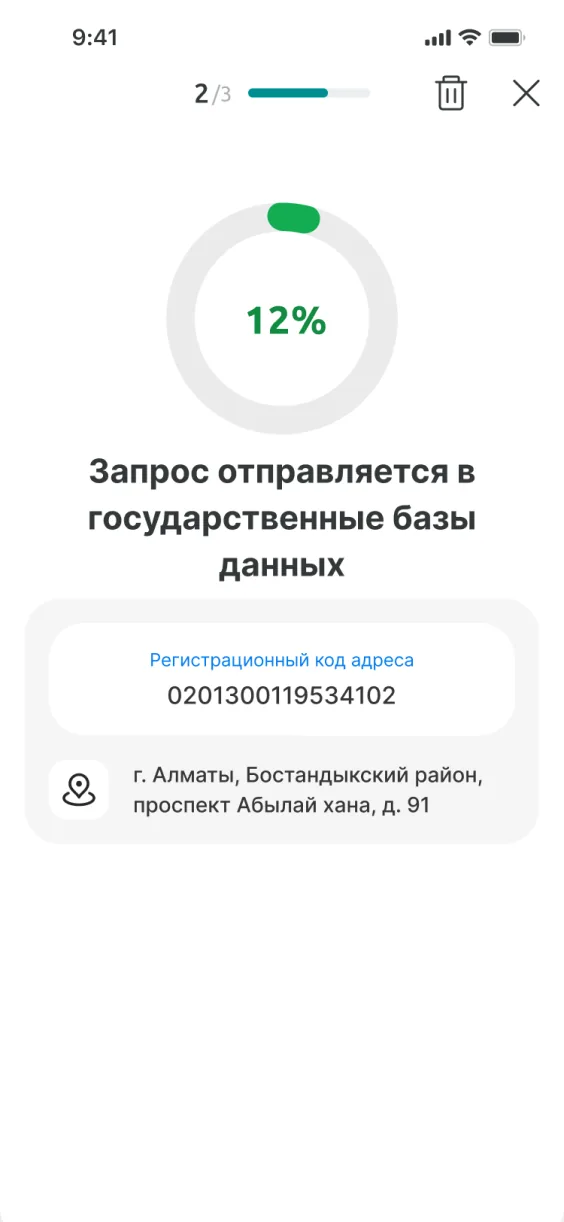 9:41
2/3
12%
Запрос отправляется в
государственные базы
данных
Регистрационный код адреса
0201300119534102
г. Алматы, Бостандыкский район,
проспект Абылай хана, д. 91